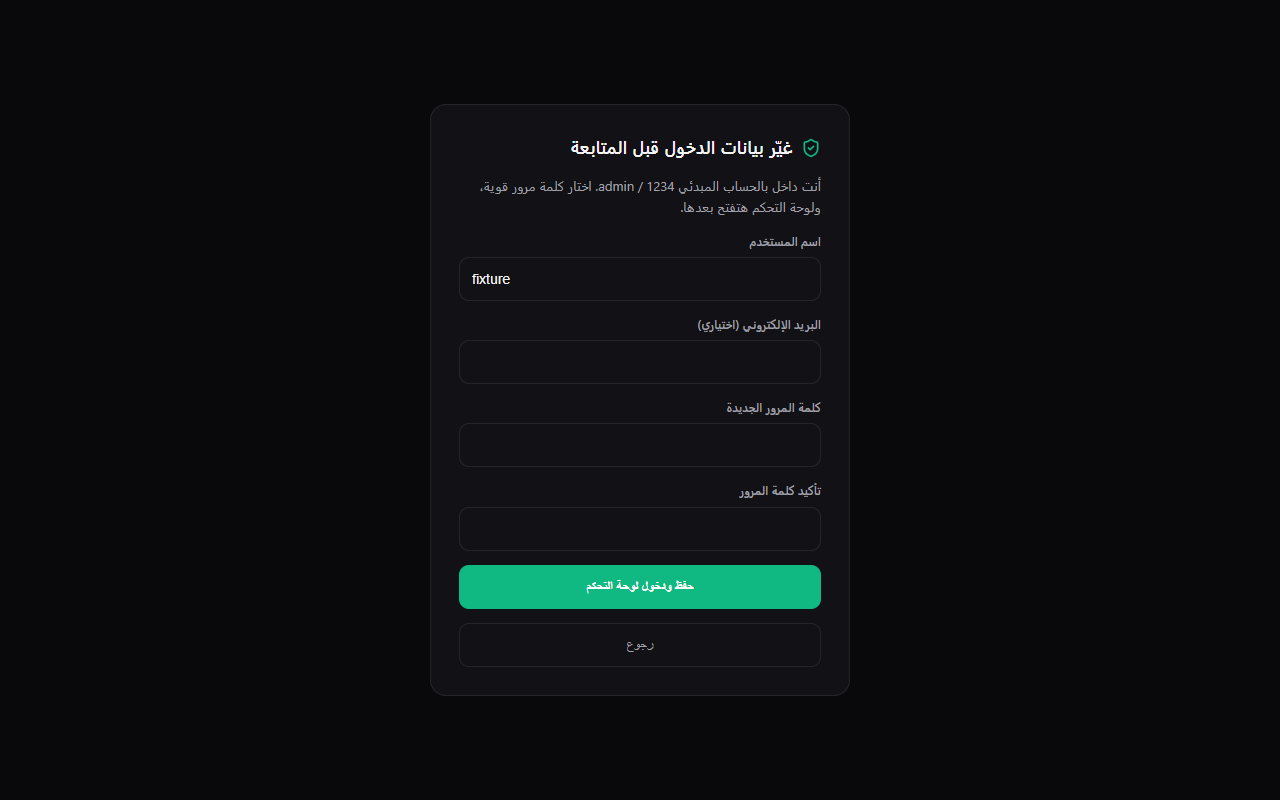 غيّر بيانات الدخول قبل المتابعة
أنت داخل بالحساب المبدئي admin / 1234. اختار كلمة مرور قوية،
ولوحة التحكم هتفتح بعدها.
اسم المستخدم
fixture
البريد الإلكتروني (اختياري)
كلمة المرور الجديدة
تأكيد كلمة المرور
حفظ ودخول لوحة التحكم
رجوع